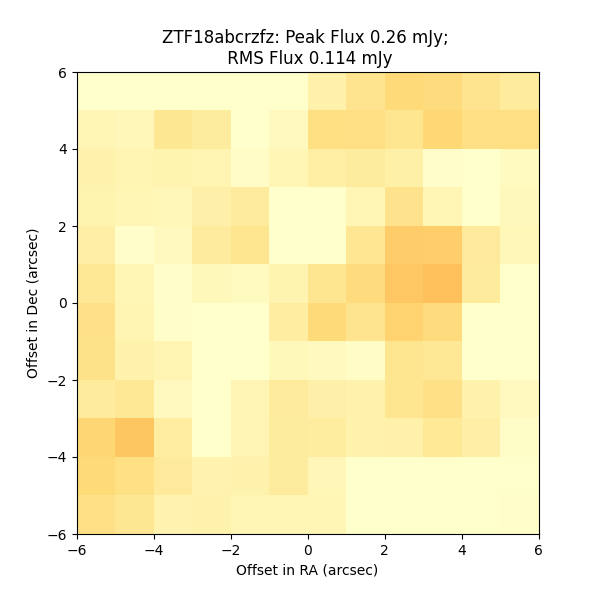 ZTF18abcrzfz: Peak Flux 0.26 mJy;
RMS Flux 0.114 mJy
6
4
2
0
−2
−4
−6
Offset in Dec (arcsec)
−6 −4 −2 0 2 4 6
Offset in RA (arcsec)